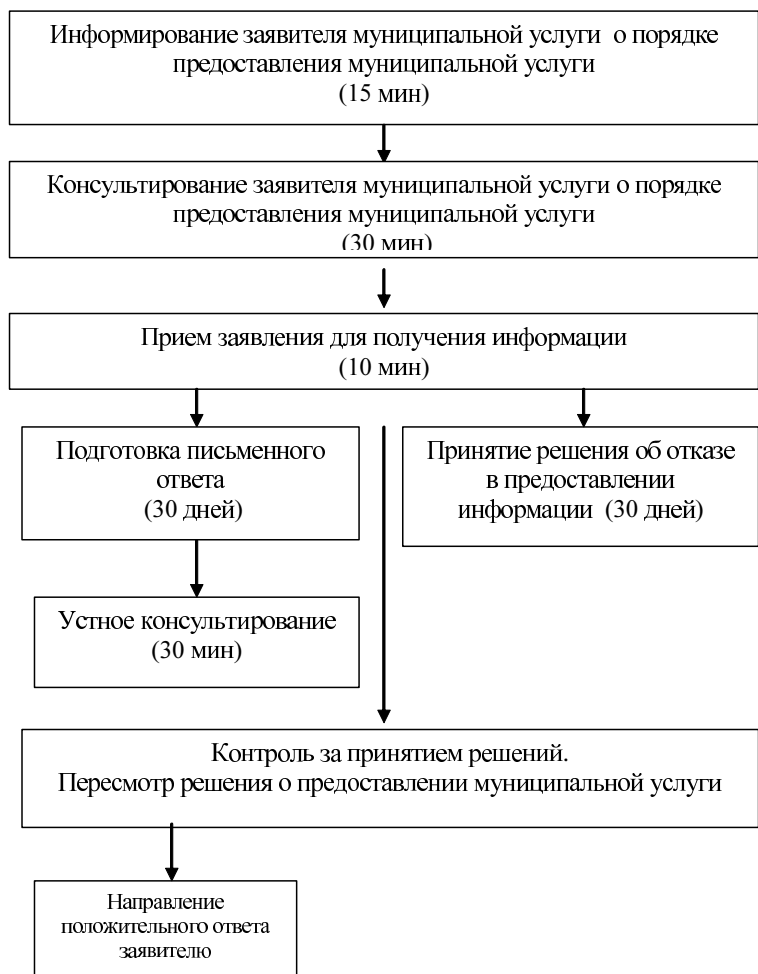 Информирование заявителя муниципальной услуги о порядке
предоставления муниципальной услуги
(15 мин)
Консультирование заявителя муниципальной услуги о порядке
предоставления муниципальной услуги
(30 мин)
Прием заявления для получения информации
(10 мин)
Подготовка письменного
ответа
(30 дней)
Принятие решения об отказе
в предоставлении
информации (30 дней)
Устное консультирование
(30 мин)
Контроль за принятием решений.
Пересмотр решения о предоставлении муниципальной услуги
Направление
положительного ответа
заявителю